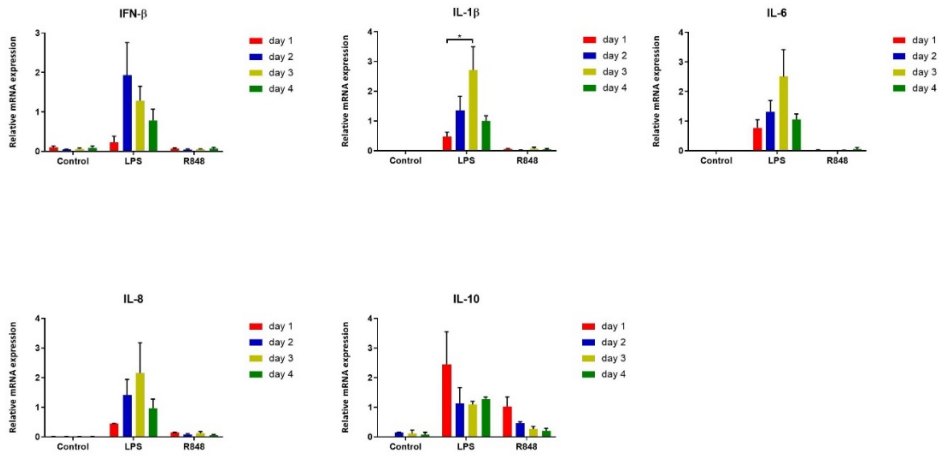 IFN-β
Relative mRNA expression
3
2
1
0
Control LPS R848
day 1
day 2
day 3
day 4
IL-1β
Relative mRNA expression
4
3
2
1
0
*
Control LPS R848
day 1
day 2
day 3
day 4
IL-6
Relative mRNA expression
4
3
2
1
0
Control LPS R848
day 1
day 2
day 3
day 4
IL-8
Relative mRNA expression
4
3
2
1
0
Control LPS R848
day 1
day 2
day 3
day 4
IL-10
Relative mRNA expression
4
3
2
1
0
Control LPS R848
day 1
day 2
day 3
day 4